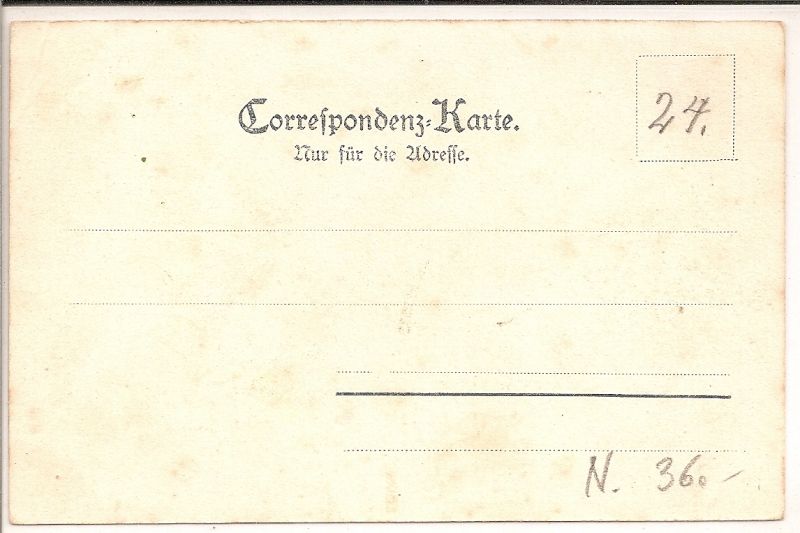 Correſpondenz-Karte.
Nur für die Adreſſe.
24.
N. 36.-